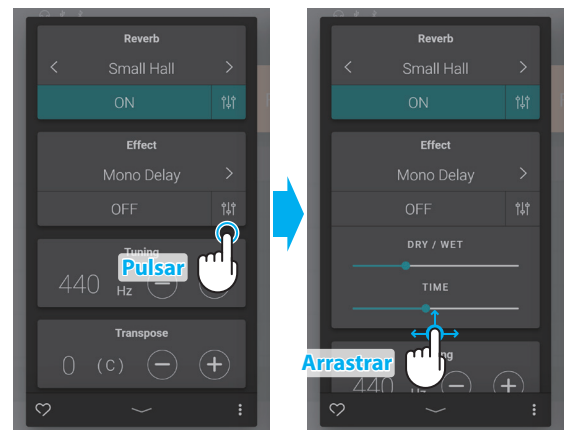 Reverb
Small Hall
ON
Effect
Mono Delay
OFF
Tuning
Pulsar
440 Hz
Transpose
0 (C)
Reverb
Small Hall
ON
Effect
Mono Delay
OFF
DRY / WET
TIME
Arrastrar
440